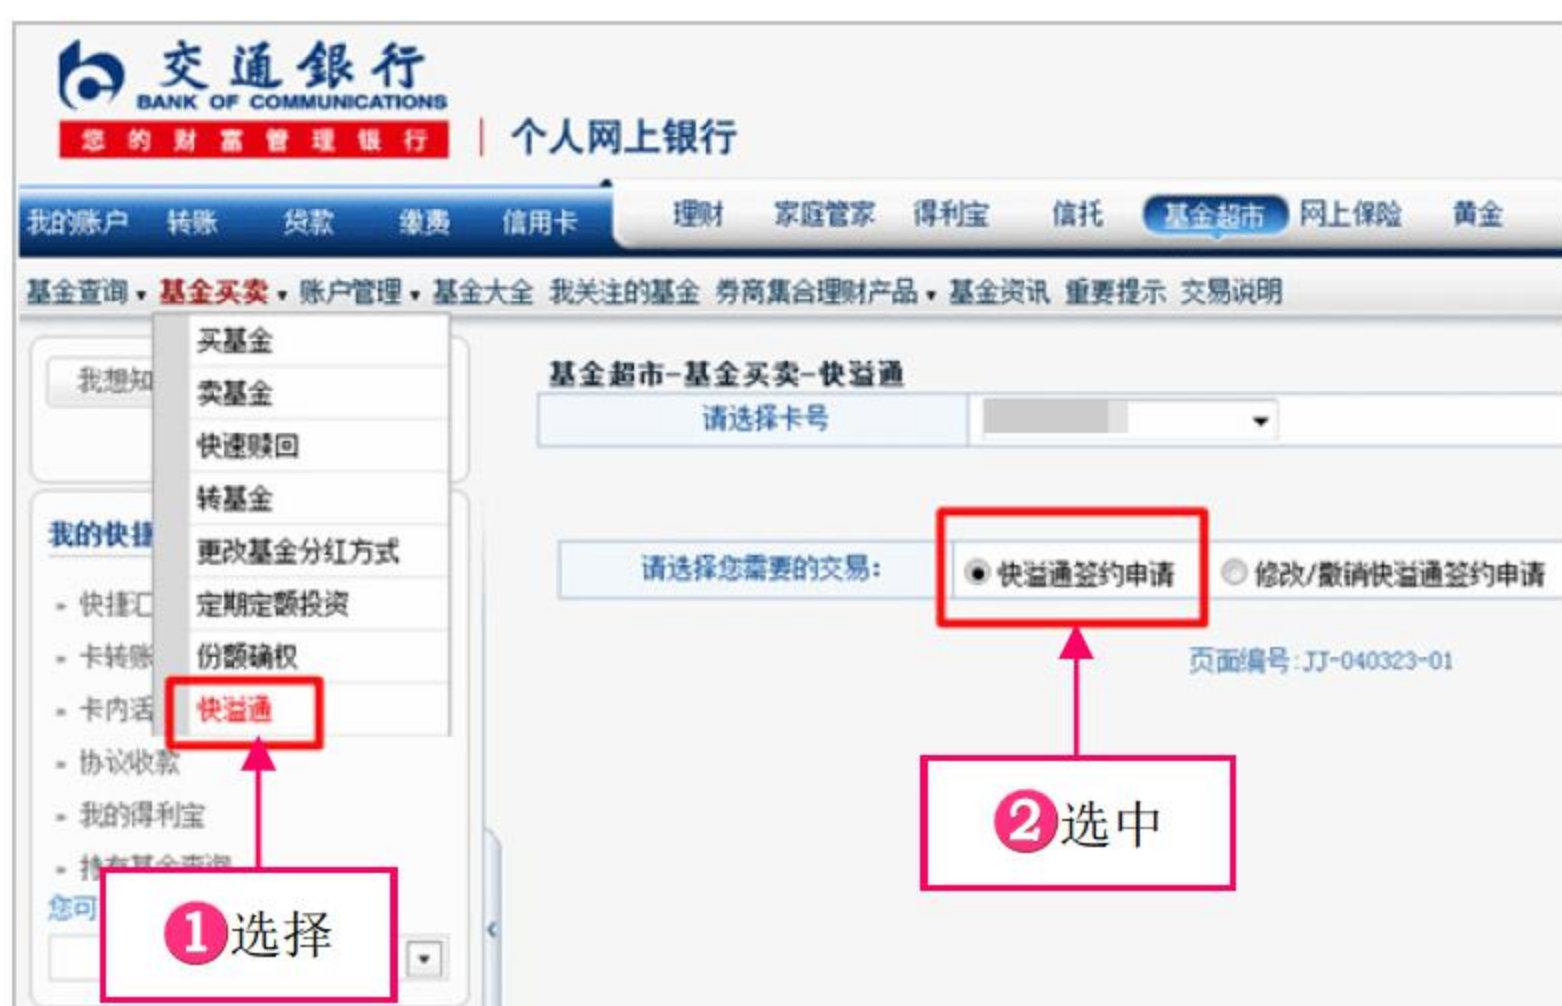 交通銀行
BANK OF COMMUNICATIONS
您的财富管理银行
个人网上银行
我的账户 转账 贷款 缴费 信用卡 理财 家庭管家 得利宝 信托 基金超市 网上保险 黄金
基金查询 基金买卖 账户管理 基金大全 我关注的基金 券商集合理财产品 基金资讯 重要提示 交易说明
买基金
我想知
卖基金
快速赎回
转基金
更改基金分红方式
定期定额投资
份额确权
快溢通
基金超市-基金买卖-快溢通
请选择卡号
请选择您需要的交易: 快溢通签约申请 修改/撤销快溢通签约申请
页面编号:JJ-040323-01
我的快捷
快捷汇
卡转账
卡内活
协议收款
我的得利宝
持有基金查询
您可
1选择
2选中